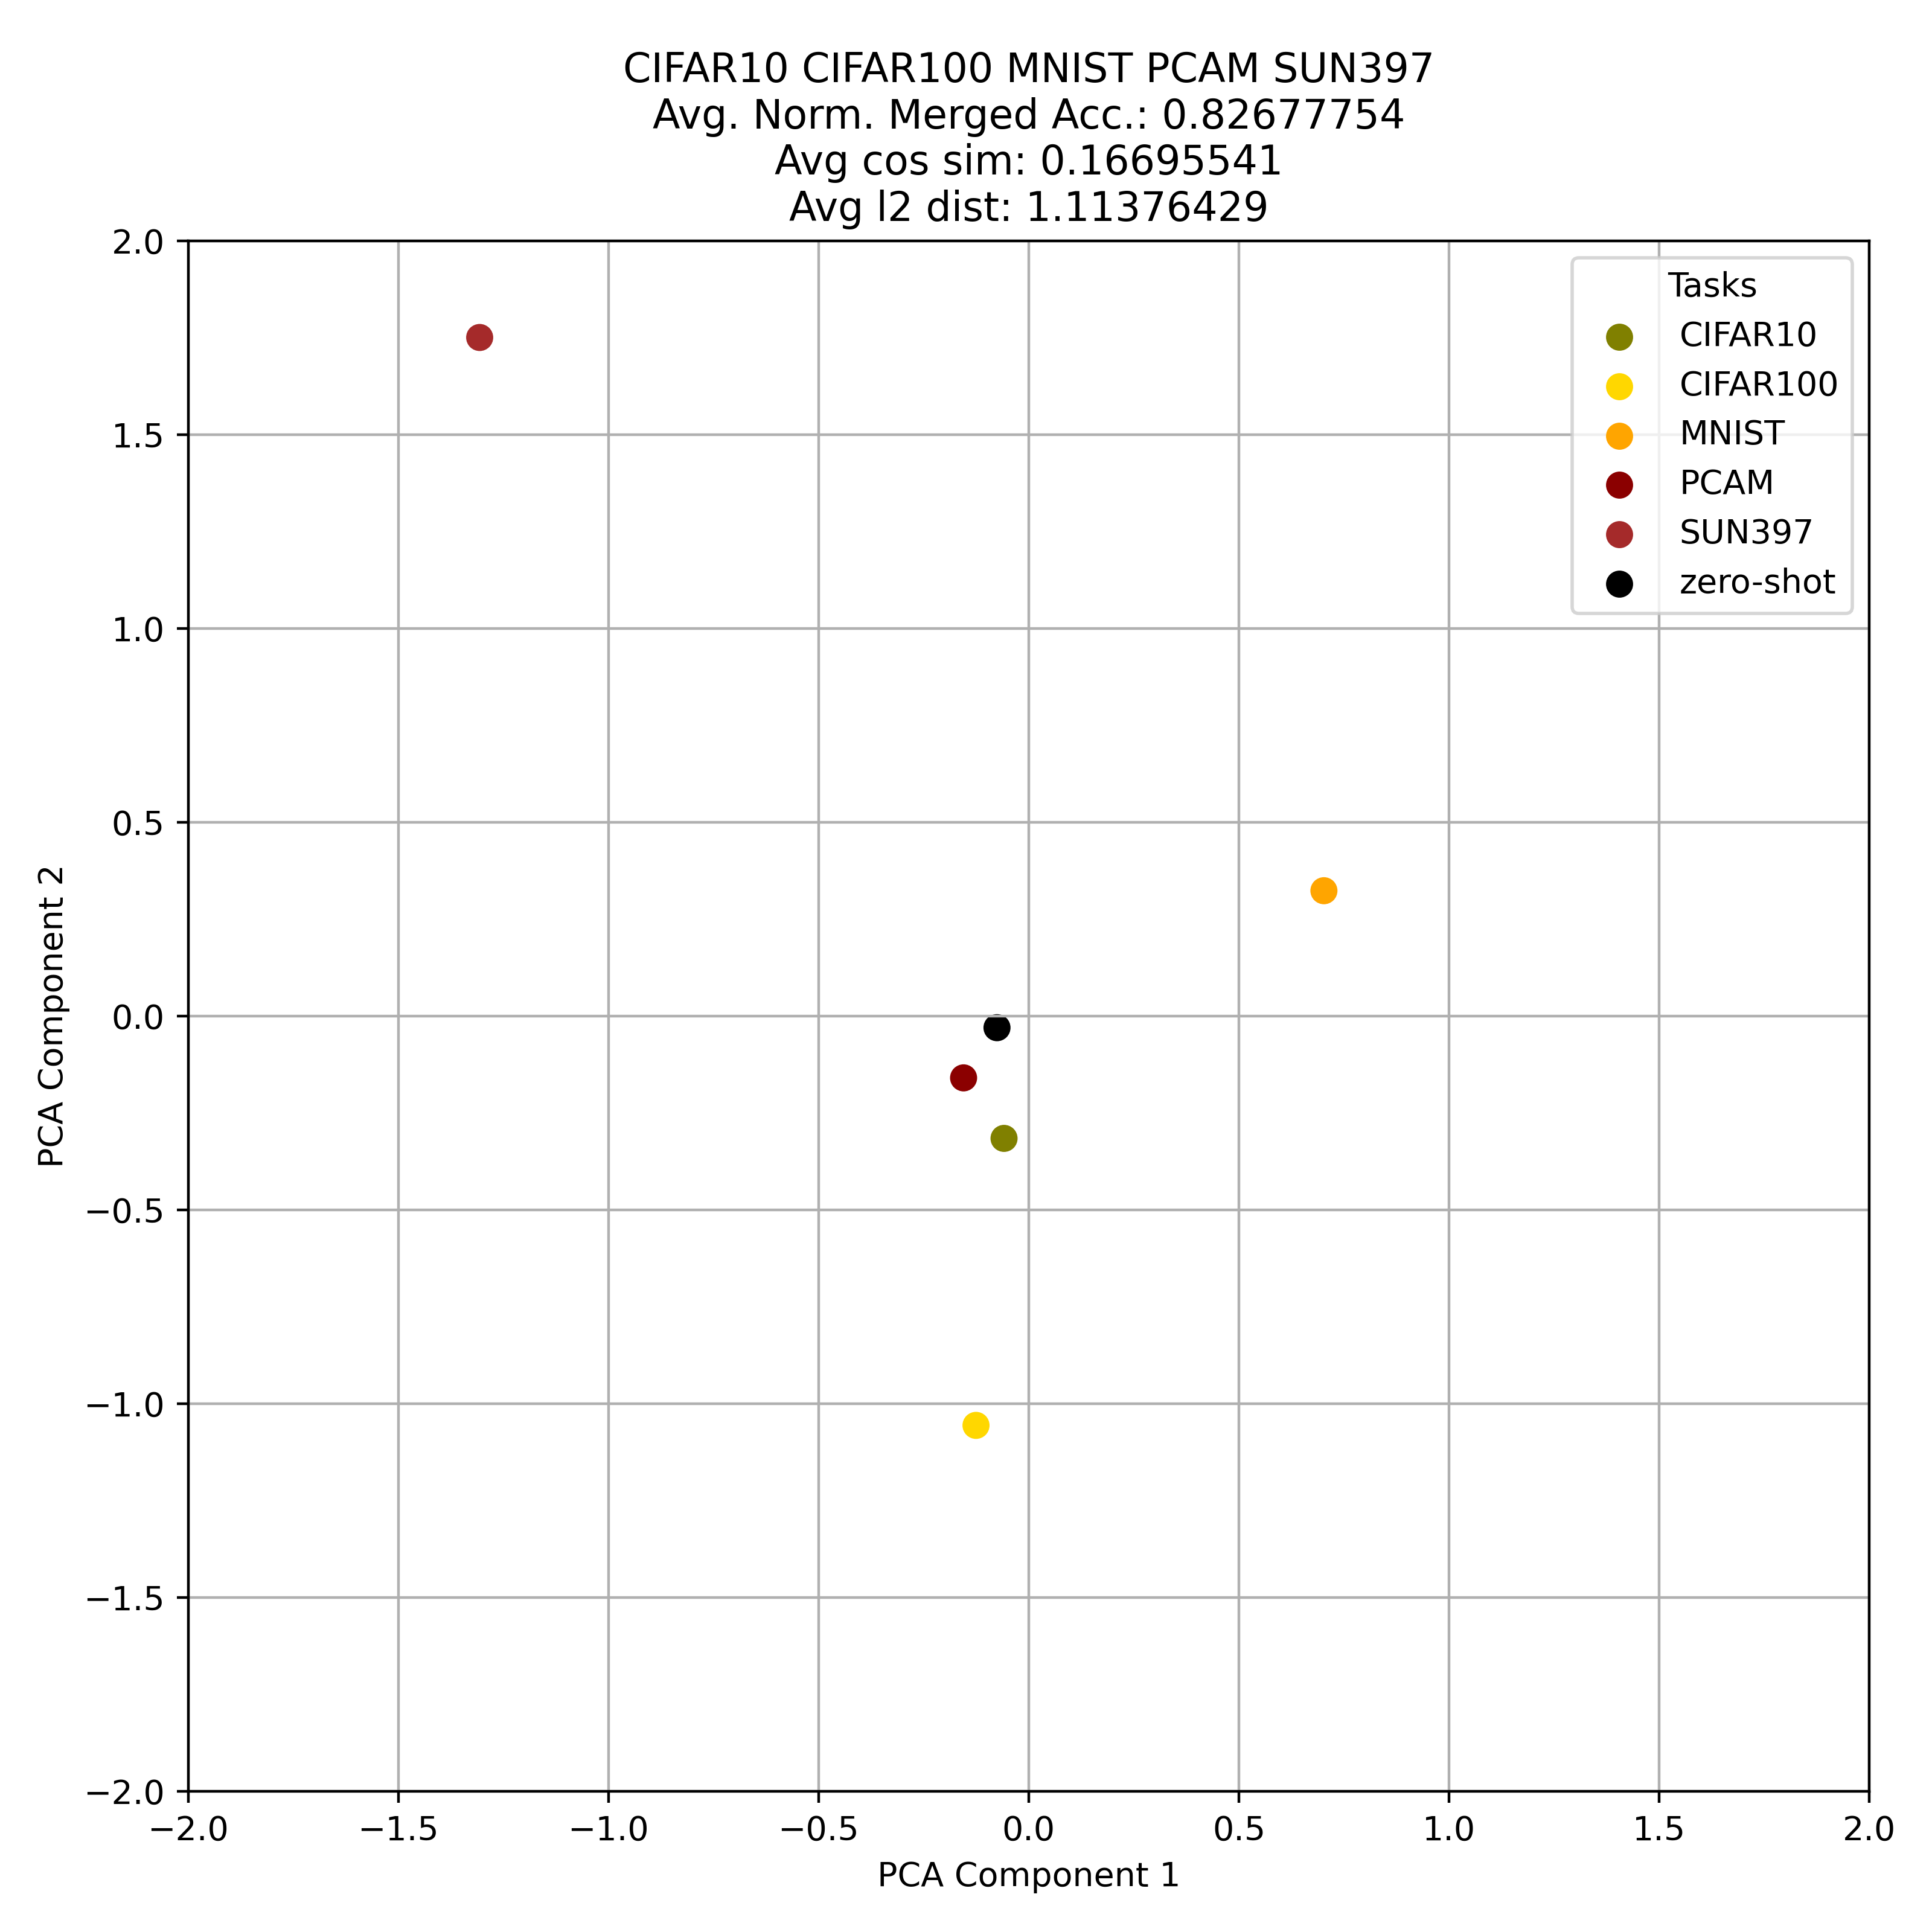 CIFAR10 CIFAR100 MNIST PCAM SUN397
Avg. Norm. Merged Acc.: 0.82677754
Avg cos sim: 0.16695541
Avg l2 dist: 1.11376429
Tasks
CIFAR10
CIFAR100
MNIST
PCAM
SUN397
zero-shot
PCA Component 2
2.0
1.5
1.0
0.5
0.0
−0.5
−1.0
−1.5
−2.0
−2.0 −1.5 −1.0 −0.5 0.0 0.5 1.0 1.5 2.0
PCA Component 1